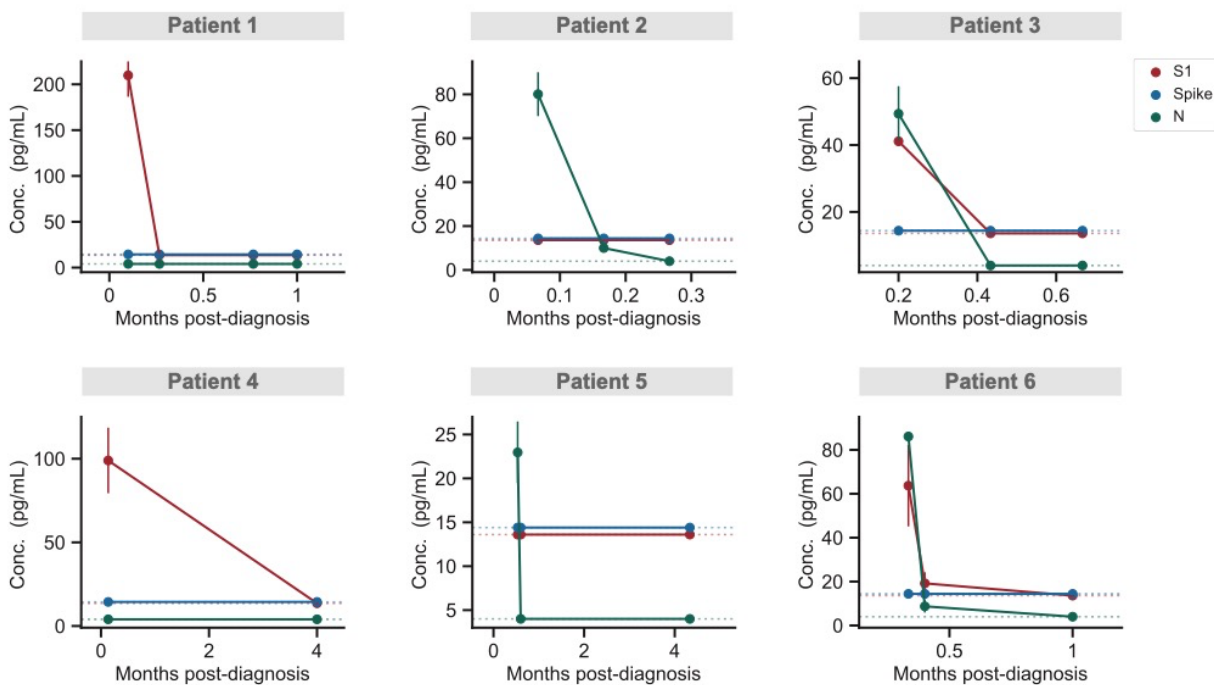 Patient 1
Patient 2
Patient 3
Conc. (pg/mL)
200
150
100
50
0
0
0.5
1
Months post-diagnosis
Conc. (pg/mL)
80
60
40
20
0
0
0.1
0.2
0.3
Months post-diagnosis
Conc. (pg/mL)
60
40
20
0.2
0.4
0.6
Months post-diagnosis
S1
Spike
N
Patient 4
Patient 5
Patient 6
Conc. (pg/mL)
100
50
0
0
2
4
Months post-diagnosis
Conc. (pg/mL)
25
20
15
10
5
0
2
4
Months post-diagnosis
Conc. (pg/mL)
80
60
40
20
0
0.5
1
Months post-diagnosis